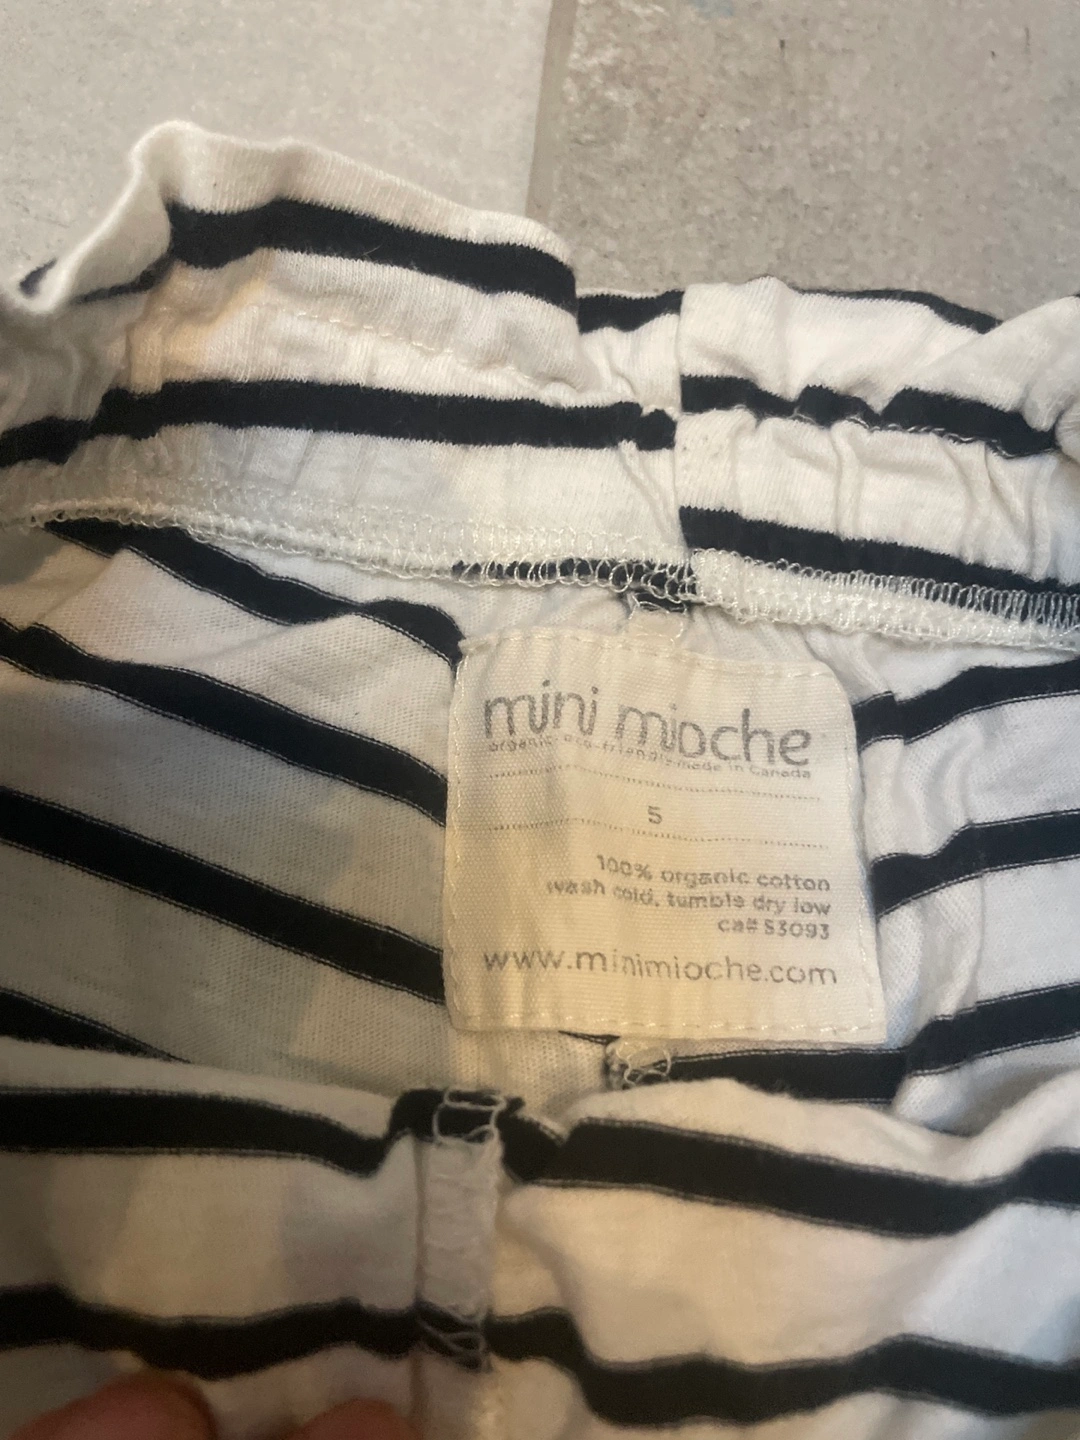 mini mioche
organic eco-friendly made in Canada
5
100% organic cotton
wash cold, tumble dry low
ca# 53093
www.minimioche.com